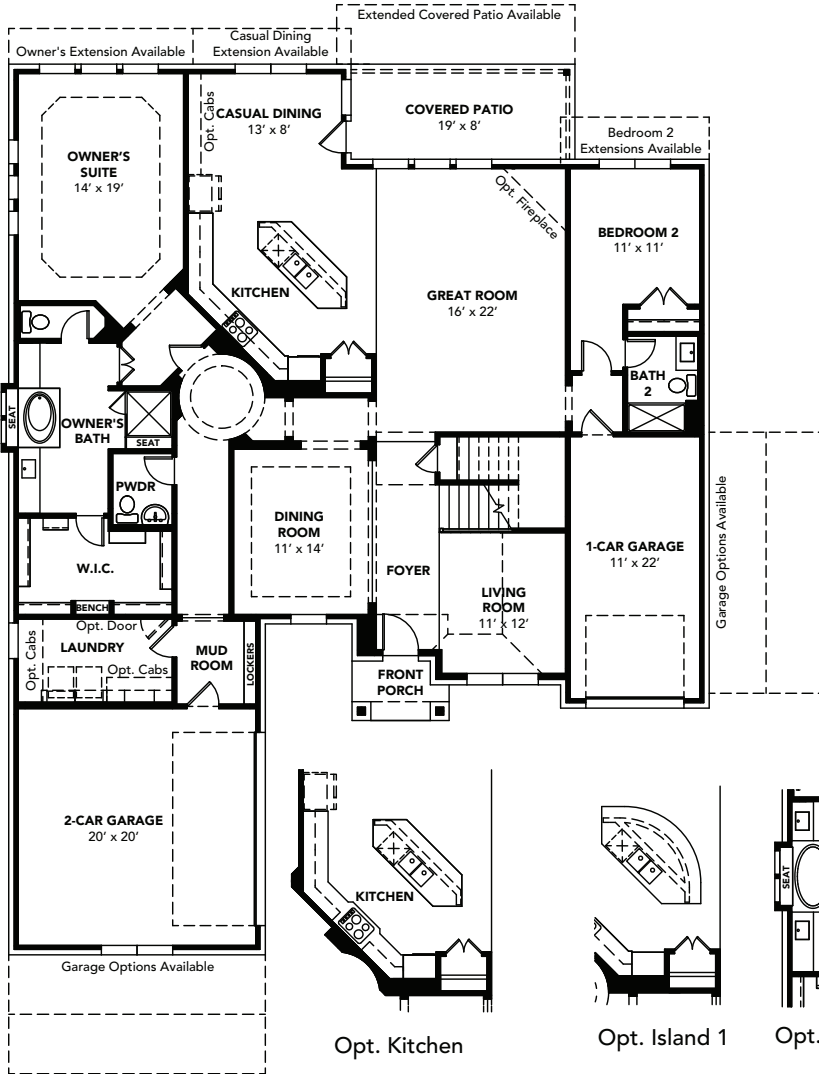 Extended Covered Patio Available
Casual Dining
Extension Available
Owner's Extension Available
Opt. Cabs
CASUAL DINING
13' x 8'
COVERED PATIO
19' x 8'
Bedroom 2
Extensions Available
OWNER'S
SUITE
14' x 19'
Opt. Fireplace
BEDROOM 2
11' x 11'
KITCHEN
GREAT ROOM
16' x 22'
BATH
2
SEAT
OWNER'S
BATH
SEAT
PWDR
DINING
ROOM
11' x 14'
FOYER
1-CAR GARAGE
11' x 22'
Garage Options Available
W.I.C.
BENCH
LIVING
ROOM
11' x 12'
Opt. Door
LAUNDRY
Opt. Cabs
Opt. Cabs
MUD
ROOM
LOCKERS
FRONT
PORCH
2-CAR GARAGE
20' x 20'
Garage Options Available
KITCHEN
SEAT
Opt. Kitchen
Opt. Island 1
Opt.